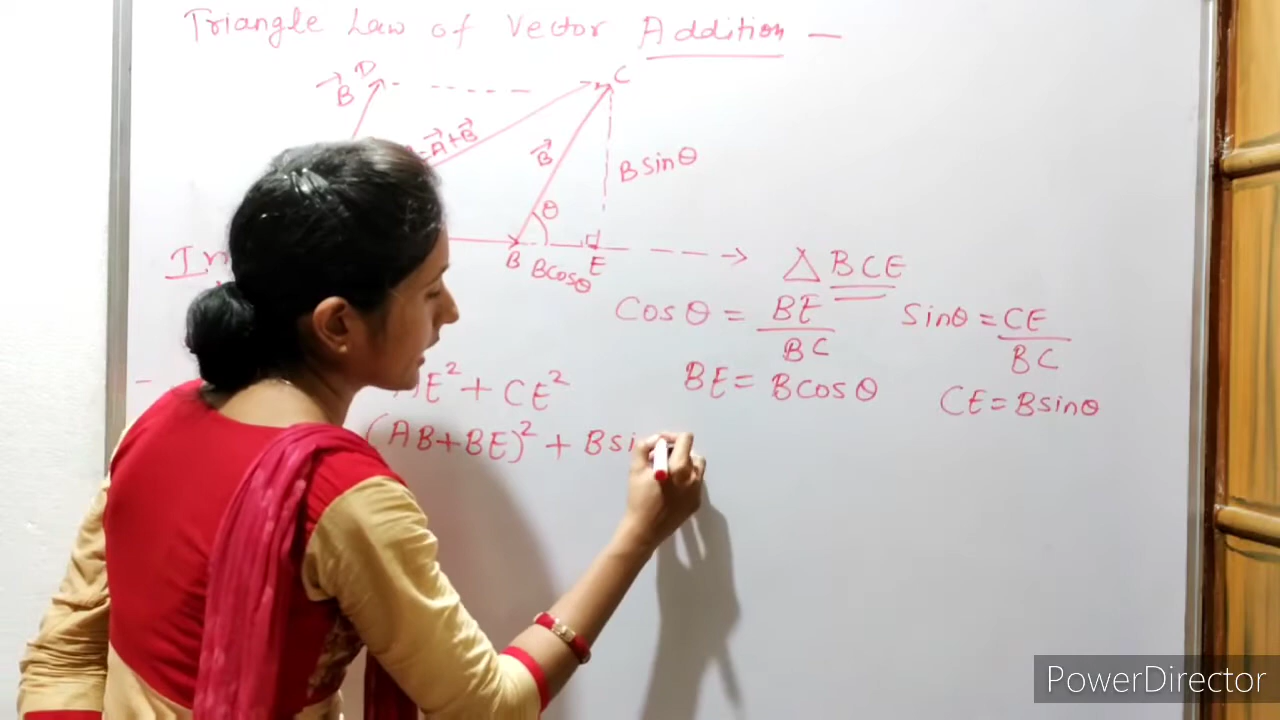 Triangle Law of Vector Addition –
B D
C
= A + B
B
B sinθ
θ
B Bcosθ E
△ BCE
Cosθ = BE / BC
Sinθ = CE / BC
BE = Bcosθ
CE = Bsinθ
E² + CE²
(AB+BE)² + Bsi
PowerDirector